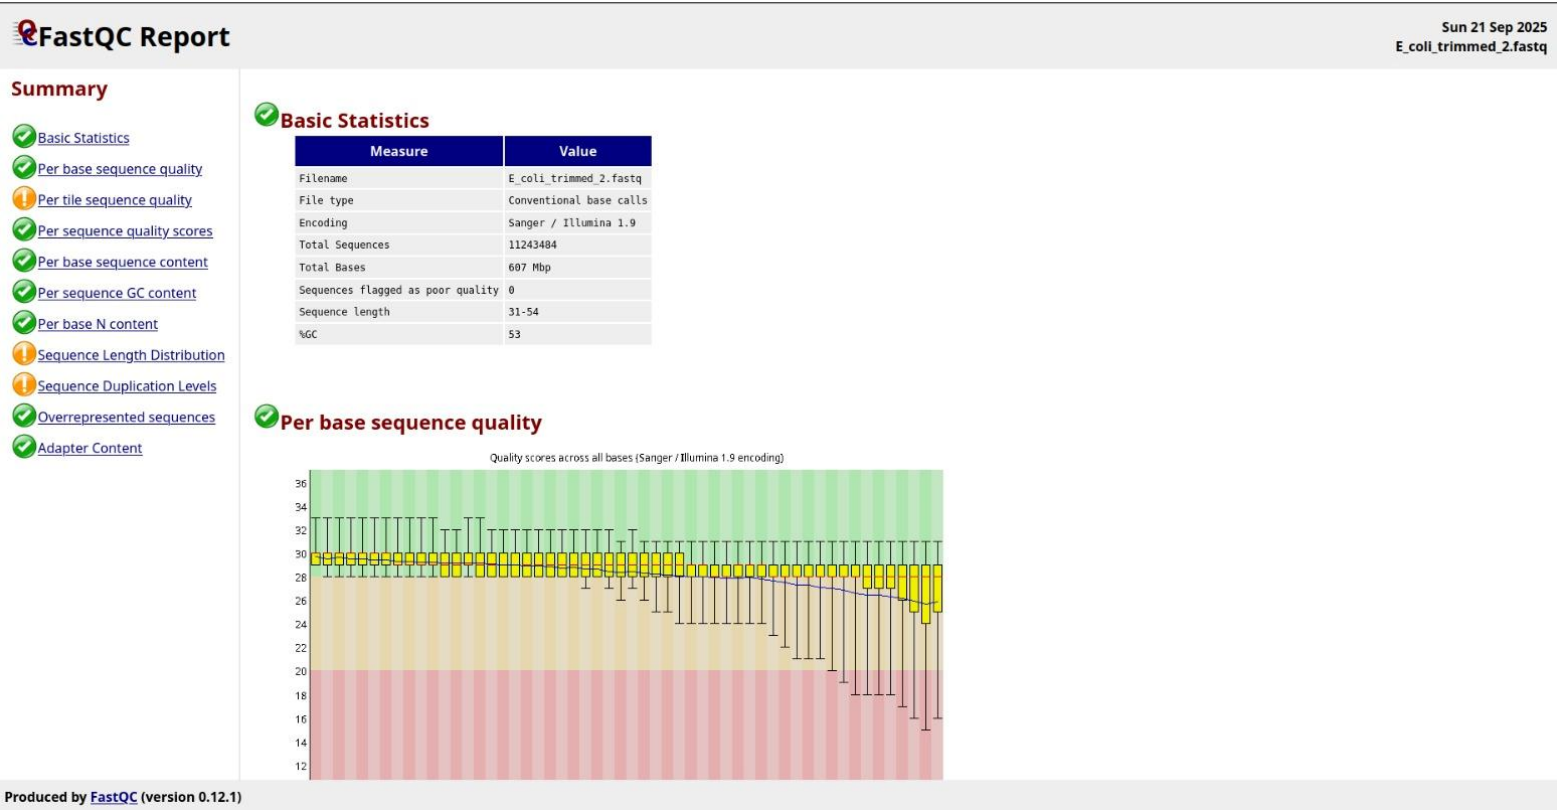 FastQC Report
Sun 21 Sep 2025
E_coli_trimmed_2.fastq
Summary
Basic Statistics
Per base sequence quality
Per tile sequence quality
Per sequence quality scores
Per base sequence content
Per sequence GC content
Per base N content
Sequence Length Distribution
Sequence Duplication Levels
Overrepresented sequences
Adapter Content
Basic Statistics
Measure Value
Filename E_coli_trimmed_2.fastq
File type Conventional base calls
Encoding Sanger / Illumina 1.9
Total Sequences 11243484
Total Bases 607 Mbp
Sequences flagged as poor quality 0
Sequence length 31-54
%GC 53
Per base sequence quality
Quality scores across all bases (Sanger / Illumina 1.9 encoding)
36
34
32
30
28
26
24
22
20
18
16
14
12
Produced by FastQC (version 0.12.1)